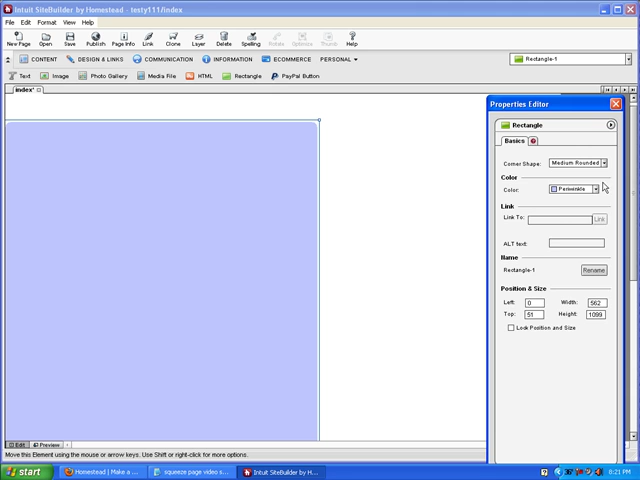 Intuit SiteBuilder by Homestead - testy111/index
File Edit Format View Help
New Page Open Save Publish Page Info Link Clone Layer Delete Spelling Rotate Optimize Thumb Help
CONTENT DESIGN & LINKS COMMUNICATION INFORMATION ECOMMERCE PERSONAL Rectangle-1
Text Image Photo Gallery Media File HTML Rectangle PayPal Button
index*
Properties Editor
Rectangle
Basics
Corner Shape: Medium Rounded
Color
Color: Periwinkle
Link
Link To: Link
ALT text:
Name
Rectangle-1 Rename
Position & Size
Left: 0 Width: 562
Top: 51 Height: 1099
Lock Position and Size
Edit Preview
Move this Element using the mouse or arrow keys. Use Shift or right-click for more options.
start Homestead | Make a ... squeeze page video s... Intuit SiteBuilder by H... 8:21 PM